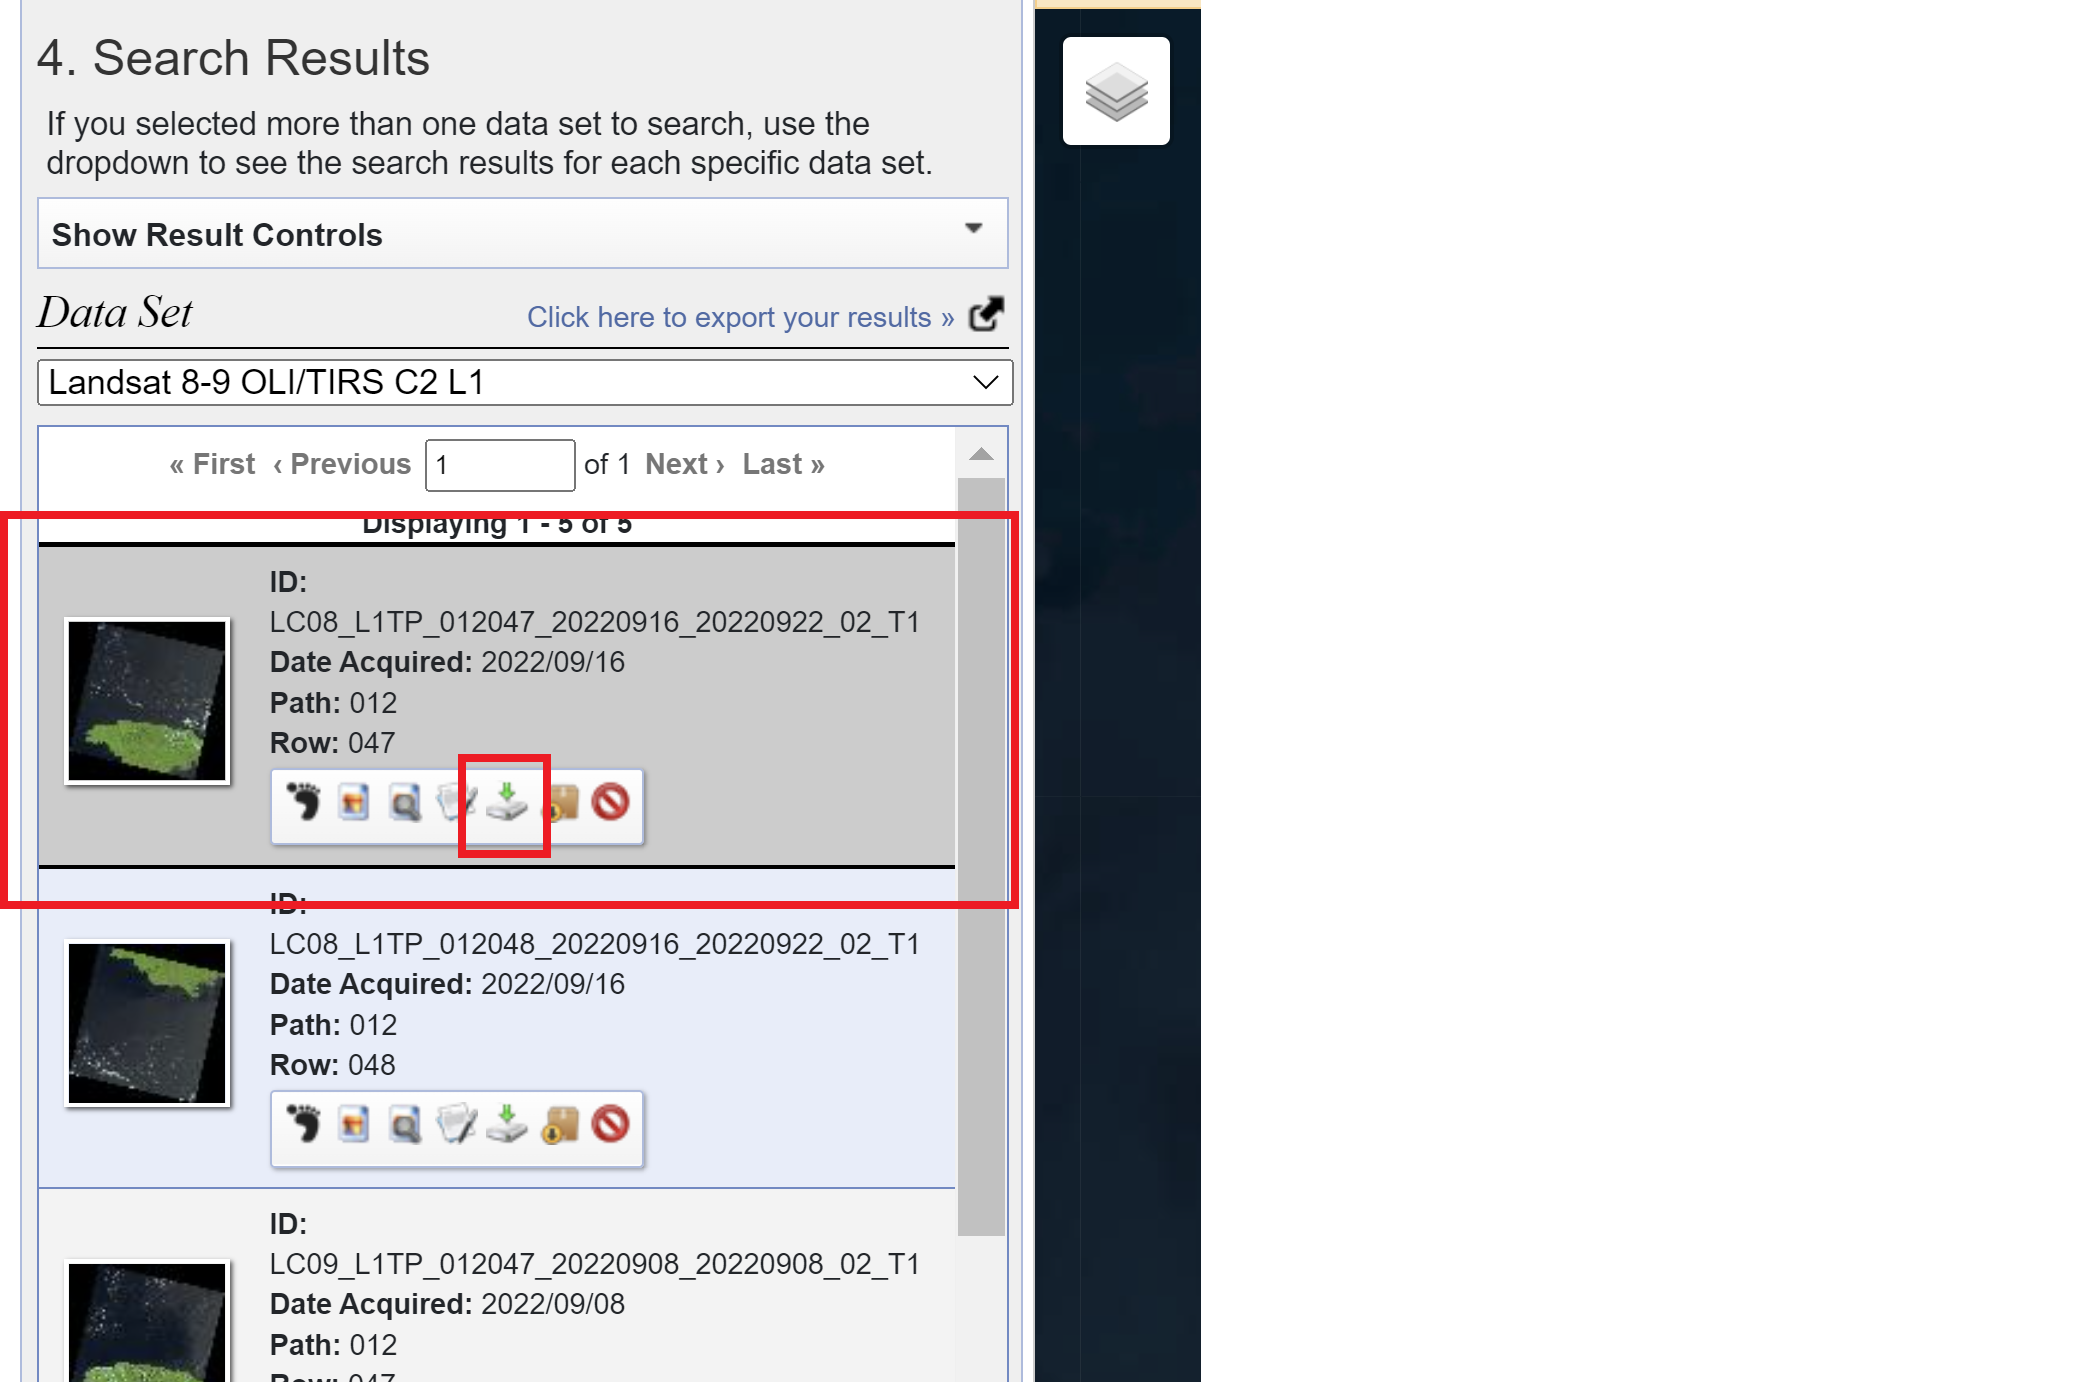 4. Search Results
If you selected more than one data set to search, use the
dropdown to see the search results for each specific data set.
Show Result Controls
Data Set
Click here to export your results »
Landsat 8-9 OLI/TIRS C2 L1
« First ‹ Previous 1 of 1 Next › Last »
Displaying 1 - 5 of 5
ID:
LC08_L1TP_012047_20220916_20220922_02_T1
Date Acquired: 2022/09/16
Path: 012
Row: 047
ID:
LC08_L1TP_012048_20220916_20220922_02_T1
Date Acquired: 2022/09/16
Path: 012
Row: 048
ID:
LC09_L1TP_012047_20220908_20220908_02_T1
Date Acquired: 2022/09/08
Path: 012
Row: 047